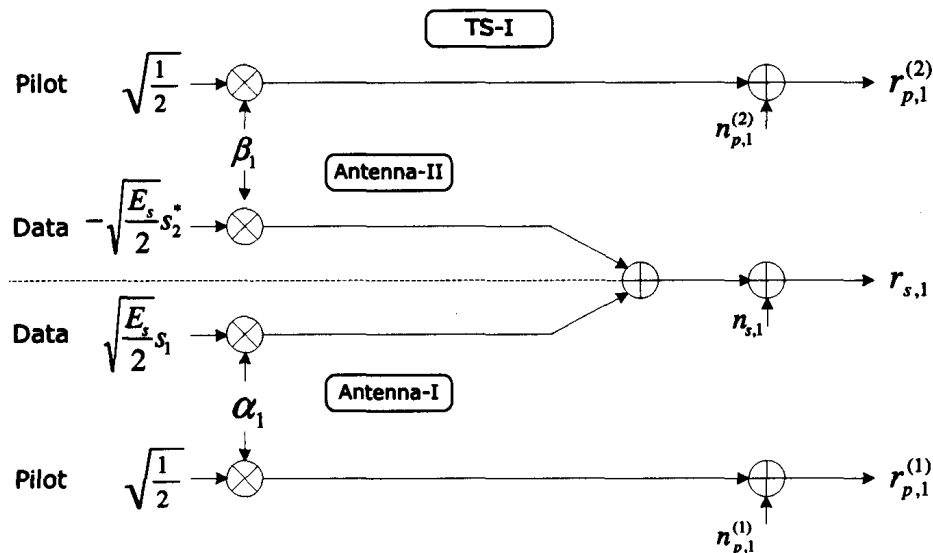 TS-I
Pilot √(1/2) r_{p,1}^{(2)}
n_{p,1}^{(2)}
β_1
Antenna-II
Data -√(E_s/2) s_2^*
r_{s,1}
Data √(E_s/2) s_1
n_{s,1}
Antenna-I
α_1
Pilot √(1/2) r_{p,1}^{(1)}
n_{p,1}^{(1)}